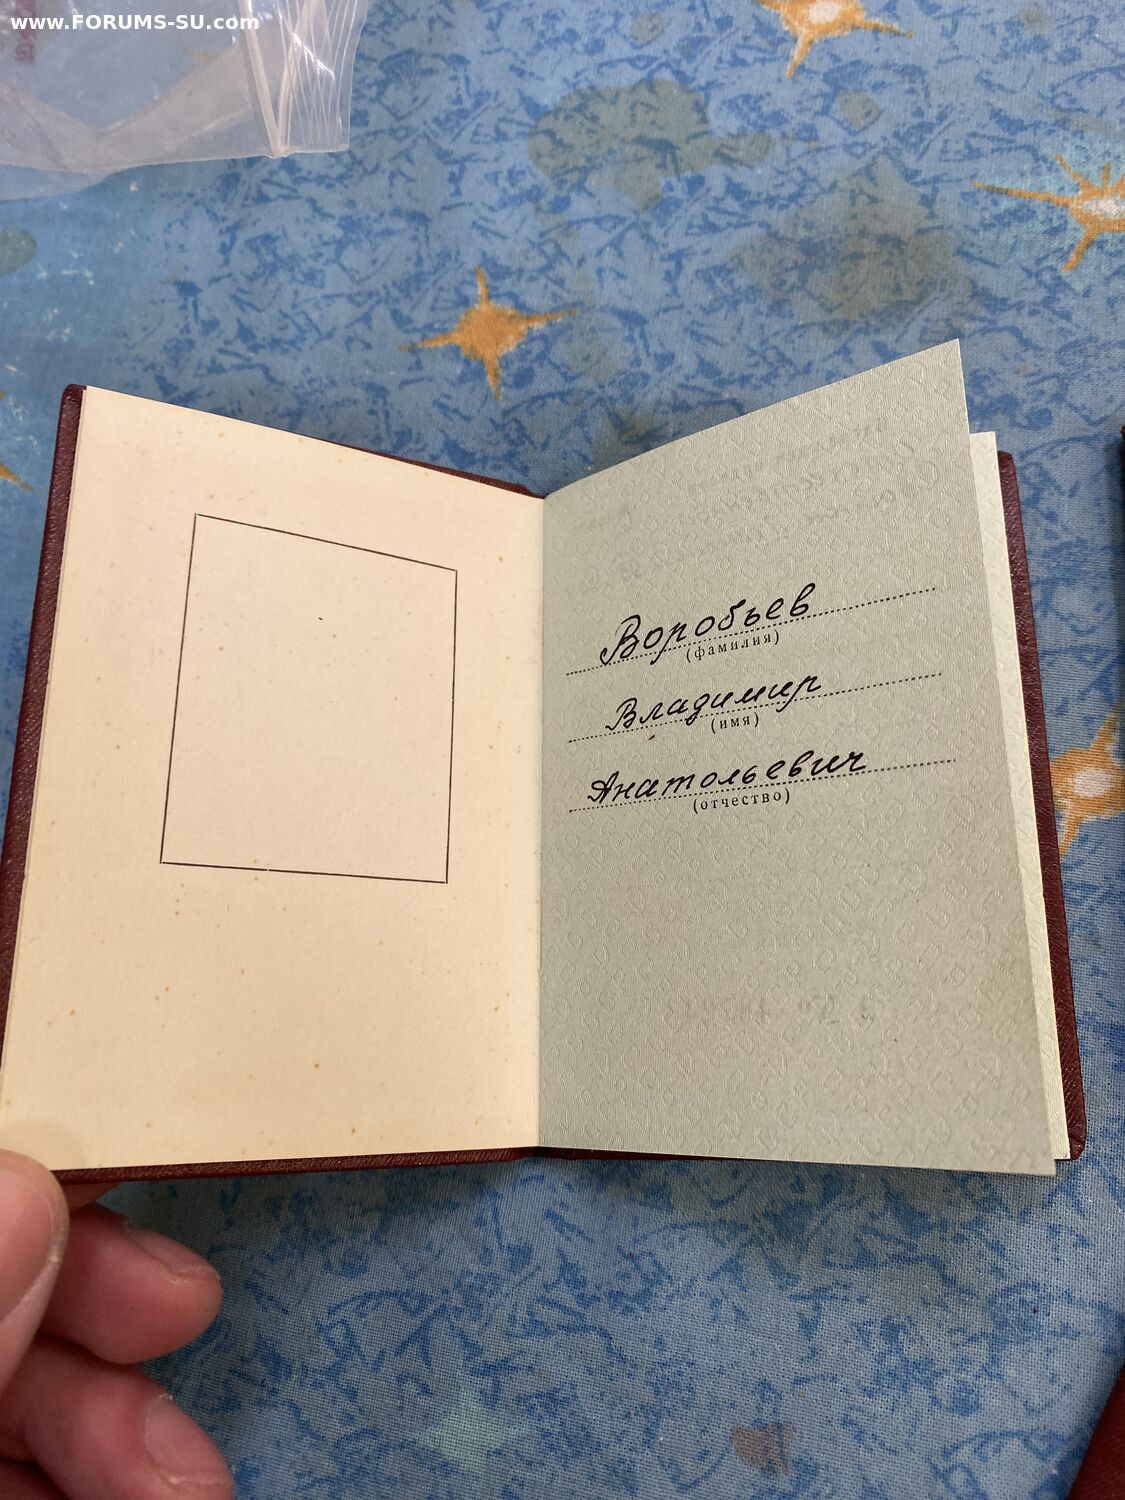 www.FORUMS-SU.com
Воробьев
(фамилия)
Владимир
(имя)
Анатольевич
(отчество)